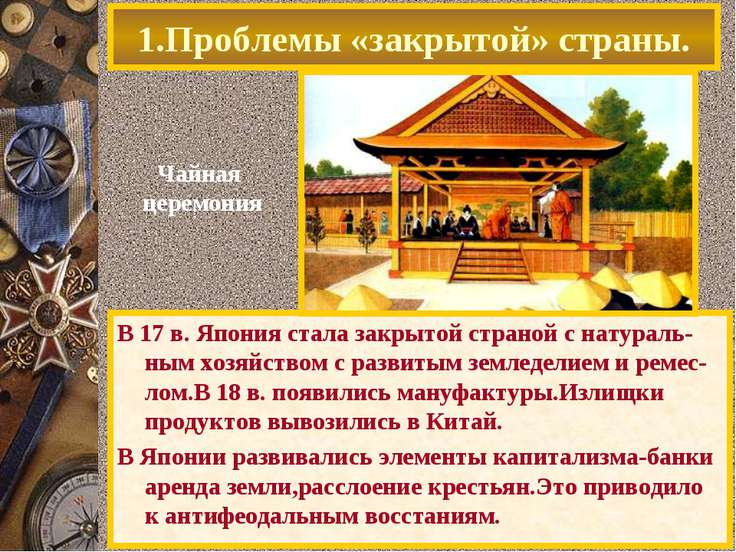 1.Проблемы «закрытой» страны.
Чайная
церемония
В 17 в. Япония стала закрытой страной с натураль-
ным хозяйством с развитым земледелием и ремес-
лом.В 18 в. появились мануфактуры.Излищки
продуктов вывозились в Китай.
В Японии развивались элементы капитализма-банки
аренда земли,расслоение крестьян.Это приводило
к антифеодальным восстаниям.